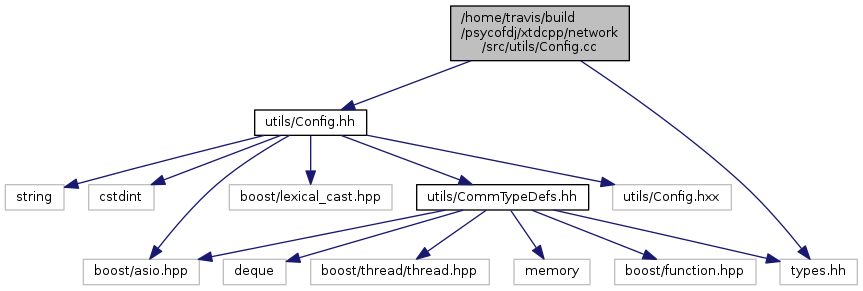 /home/travis/build
/psycofdj/xtdcpp/network
/src/utils/Config.cc
utils/Config.hh
string
cstdint
boost/lexical_cast.hpp
utils/CommTypeDefs.hh
utils/Config.hxx
boost/asio.hpp
deque
boost/thread/thread.hpp
memory
boost/function.hpp
types.hh